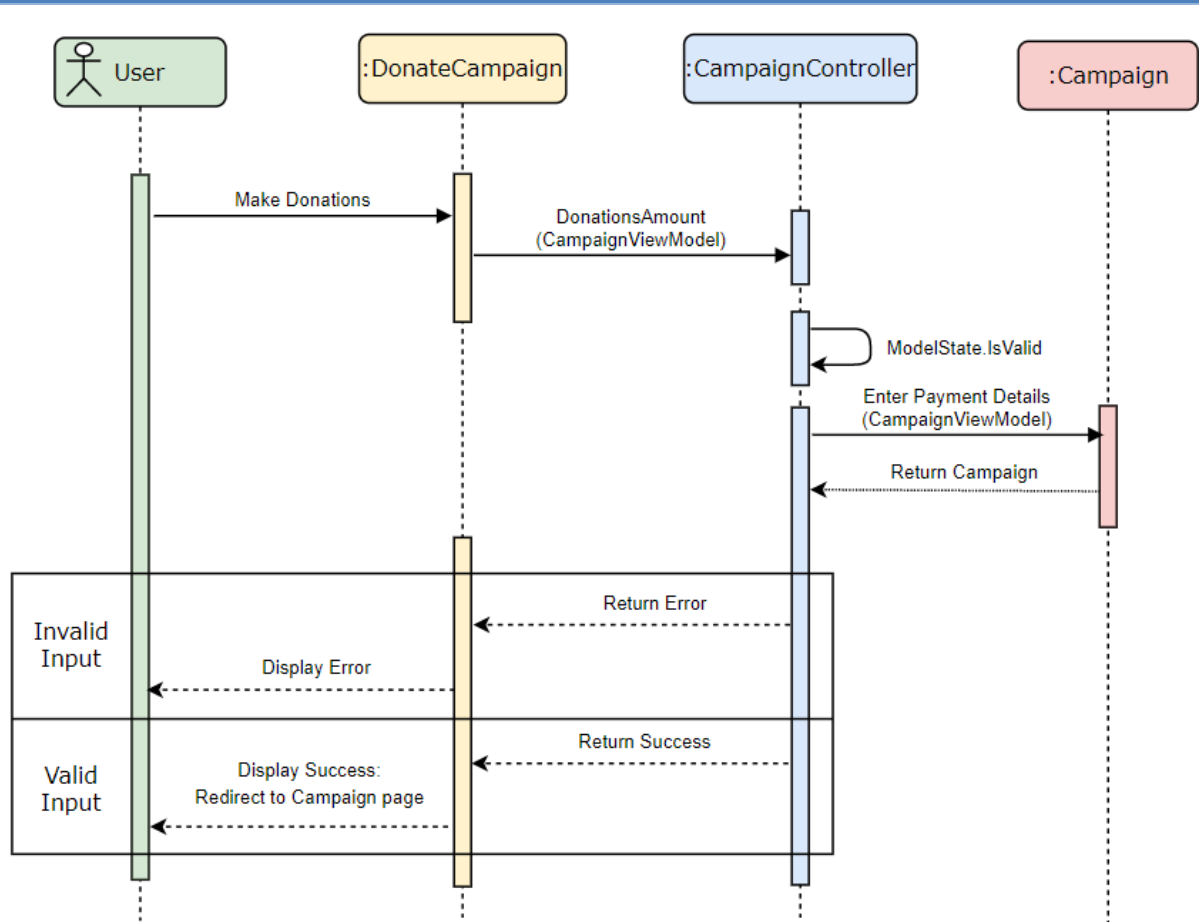 User
:DonateCampaign
:CampaignController
:Campaign
Make Donations
DonationsAmount
(CampaignViewModel)
ModelState.IsValid
Enter Payment Details
(CampaignViewModel)
Return Campaign
Invalid
Input
Return Error
Display Error
Valid
Input
Return Success
Display Success:
Redirect to Campaign page